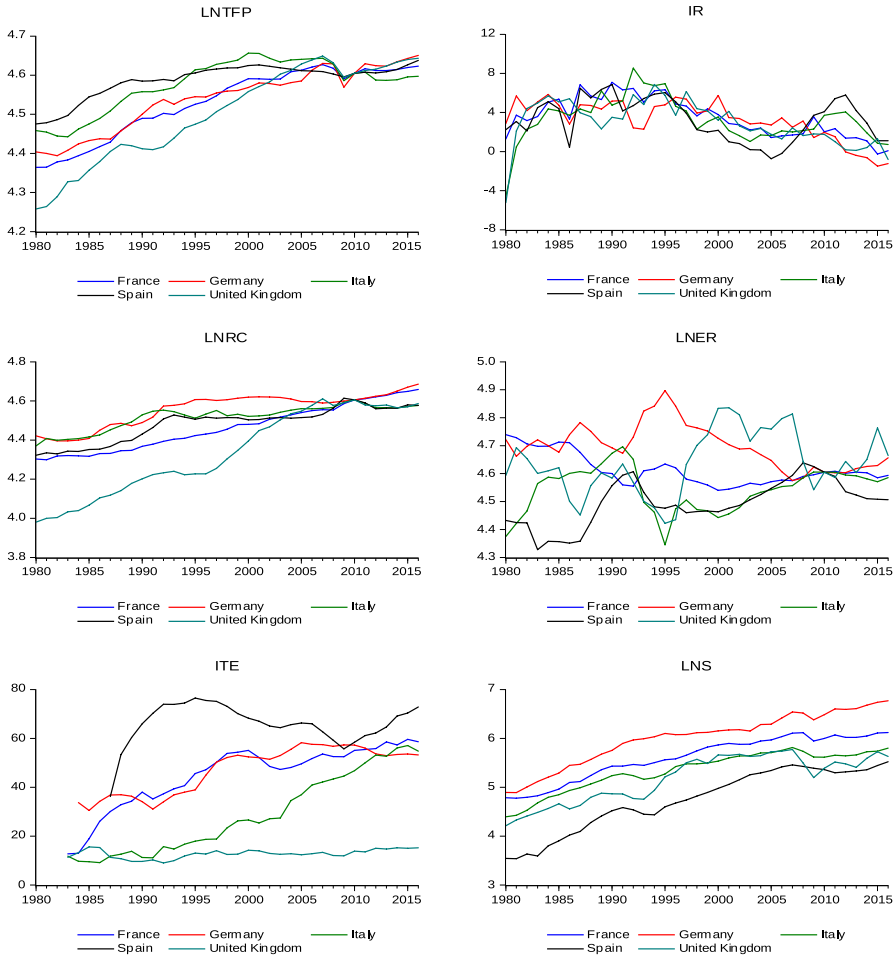 LNTFP
4.7
4.6
4.5
4.4
4.3
4.2
1980 1985 1990 1995 2000 2005 2010 2015
France Germany Italy
Spain United Kingdom
IR
12
8
4
0
-4
-8
1980 1985 1990 1995 2000 2005 2010 2015
France Germany Italy
Spain United Kingdom
LNRC
4.8
4.6
4.4
4.2
4.0
3.8
1980 1985 1990 1995 2000 2005 2010 2015
France Germany Italy
Spain United Kingdom
LNER
5.0
4.9
4.8
4.7
4.6
4.5
4.4
4.3
1980 1985 1990 1995 2000 2005 2010 2015
France Germany Italy
Spain United Kingdom
ITE
80
60
40
20
0
1980 1985 1990 1995 2000 2005 2010 2015
France Germany Italy
Spain United Kingdom
LNS
7
6
5
4
3
1980 1985 1990 1995 2000 2005 2010 2015
France Germany Italy
Spain United Kingdom